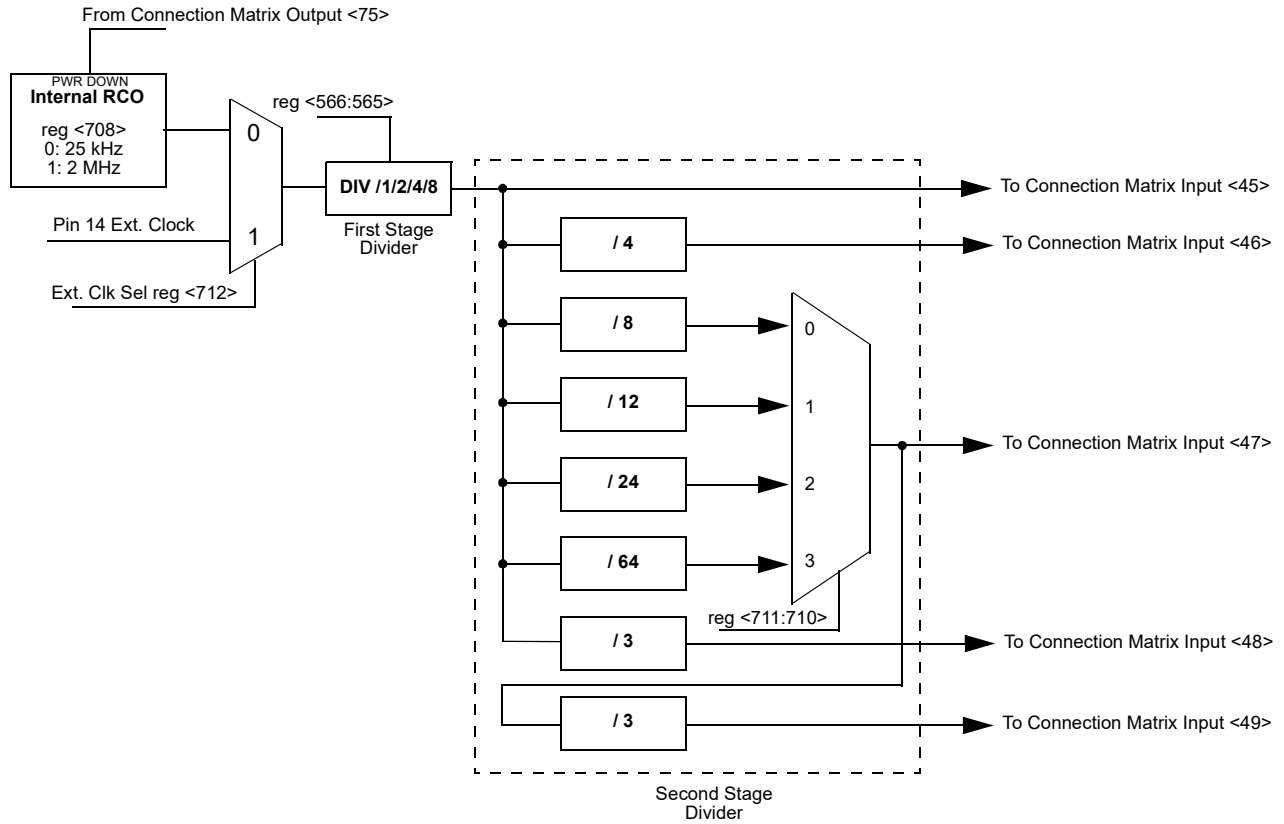 From Connection Matrix Output <75>
PWR DOWN
Internal RCO
reg <708>
0: 25 kHz
1: 2 MHz
0
1
Pin 14 Ext. Clock
Ext. Clk Sel reg <712>
reg <566:565>
DIV /1/2/4/8
First Stage
Divider
To Connection Matrix Input <45>
/ 4
To Connection Matrix Input <46>
/ 8
0
/ 12
1
To Connection Matrix Input <47>
/ 24
2
/ 64
3
reg <711:710>
/ 3
To Connection Matrix Input <48>
/ 3
To Connection Matrix Input <49>
Second Stage
Divider